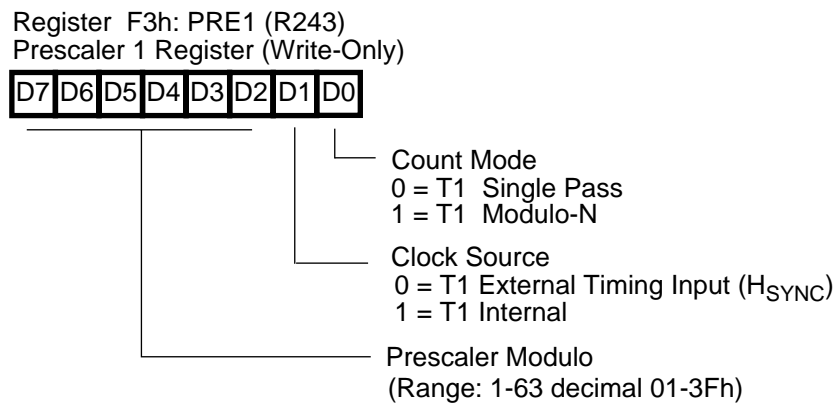 Register F3h: PRE1 (R243)
Prescaler 1 Register (Write-Only)
D7 D6 D5 D4 D3 D2 D1 D0
Count Mode
0 = T1 Single Pass
1 = T1 Modulo-N
Clock Source
0 = T1 External Timing Input (HSYNC)
1 = T1 Internal
Prescaler Modulo
(Range: 1-63 decimal 01-3Fh)